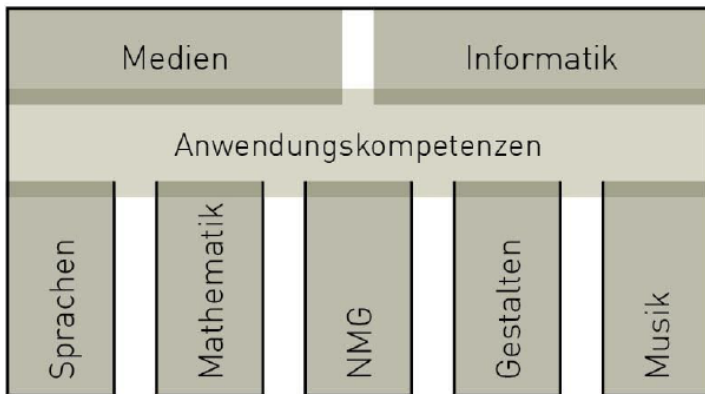 Medien
Informatik
Anwendungskompetenzen
Sprachen
Mathematik
NMG
Gestalten
Musik